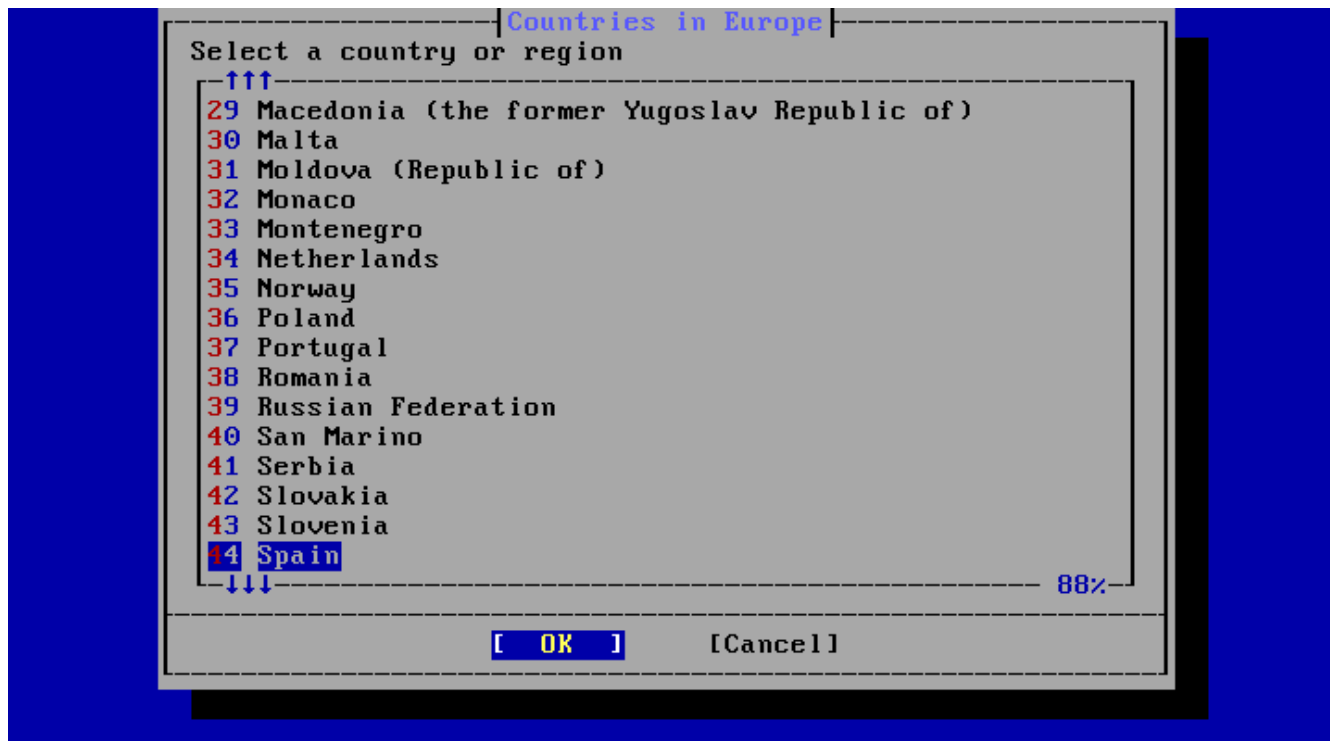 Countries in Europe
Select a country or region
↑↑↑
29 Macedonia (the former Yugoslav Republic of)
30 Malta
31 Moldova (Republic of)
32 Monaco
33 Montenegro
34 Netherlands
35 Norway
36 Poland
37 Portugal
38 Romania
39 Russian Federation
40 San Marino
41 Serbia
42 Slovakia
43 Slovenia
44 Spain
↓↓↓ 88%
[ OK ] [Cancel]